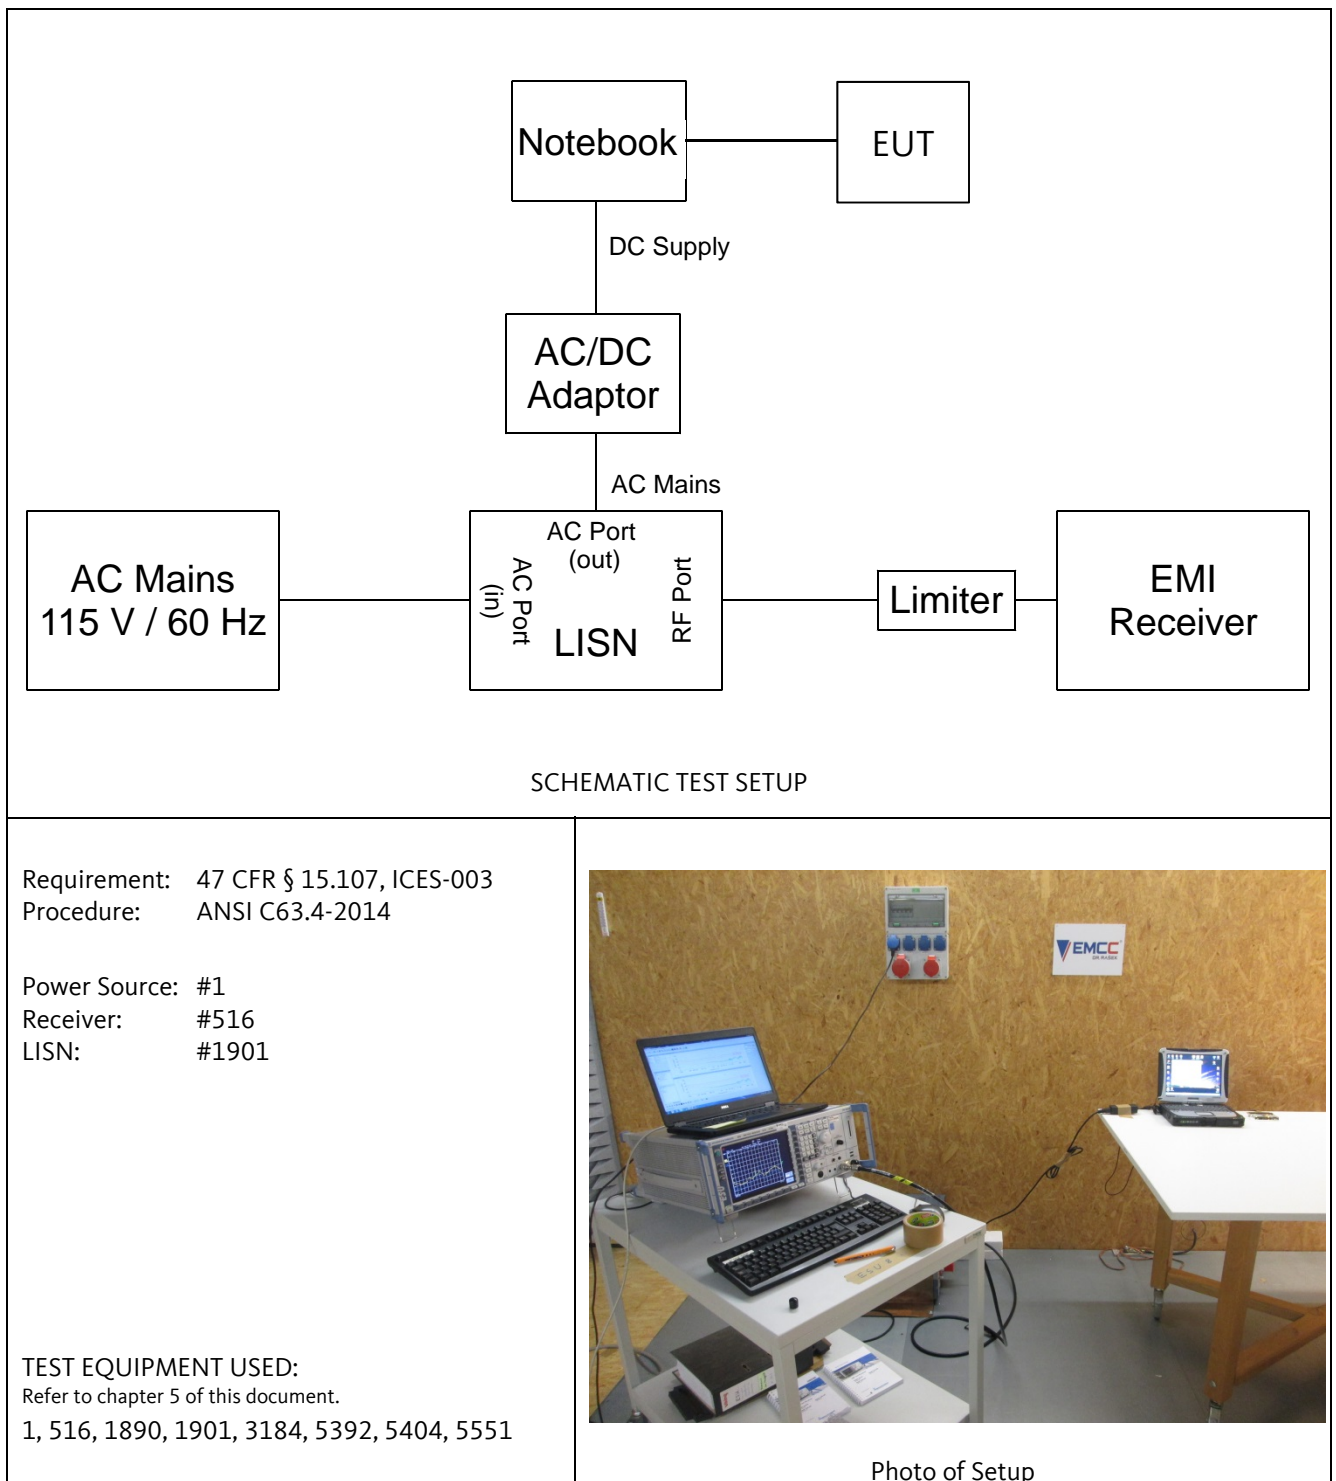 Notebook
EUT
DC Supply
AC/DC
Adaptor
AC Mains
AC Mains
115 V / 60 Hz
AC Port
(out)
AC Port
(in)
RF Port
LISN
Limiter
EMI
Receiver
SCHEMATIC TEST SETUP
Requirement: 47 CFR § 15.107, ICES-003
Procedure: ANSI C63.4-2014
Power Source: #1
Receiver: #516
LISN: #1901
TEST EQUIPMENT USED:
Refer to chapter 5 of this document.
1, 516, 1890, 1901, 3184, 5392, 5404, 5551
EMCC
DR. RAŠEK
Photo of Setup